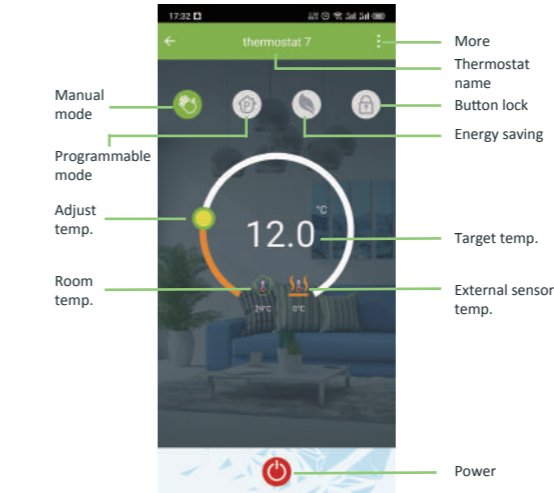 17:32
thermostat 7
More
Thermostat
name
Manual
mode
Button lock
Energy saving
Programmable
mode
P
Adjust
temp.
°C
12.0
Target temp.
Room
temp.
29°C
0°C
External sensor
temp.
Power